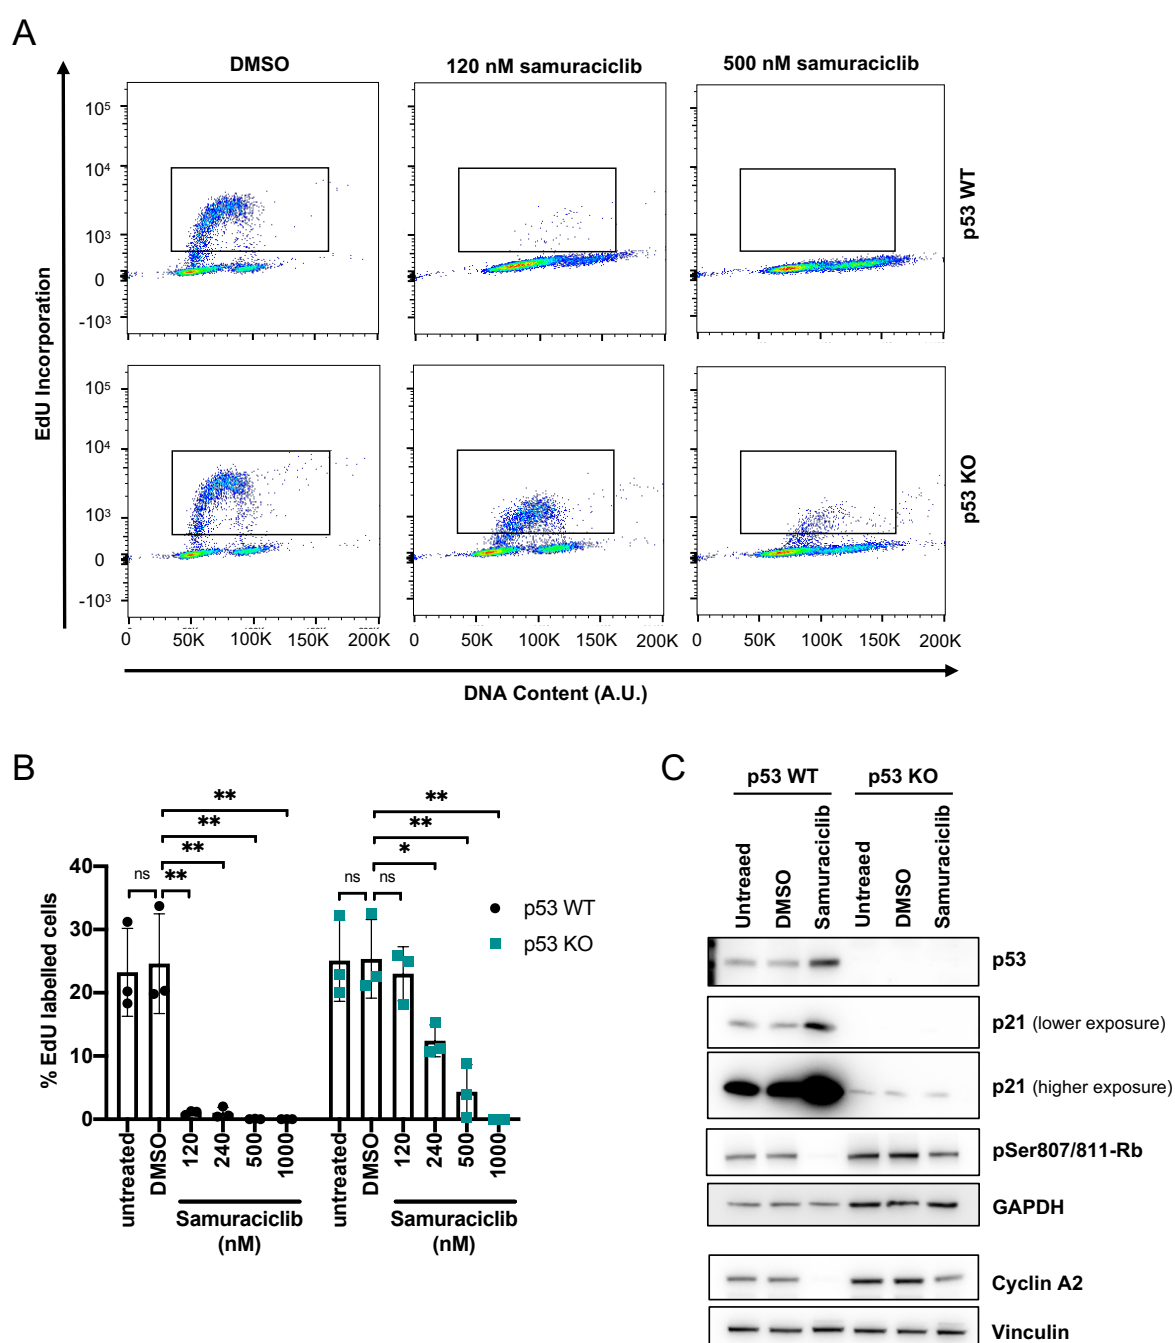 A
DMSO
120 nM samuraciclib
500 nM samuraciclib
10⁵
10⁴
10³
0
-10³
p53 WT
EdU Incorporation
10⁵
10⁴
10³
0
-10³
p53 KO
0 50K 100K 150K 200K
0 50K 100K 150K 200K
0 50K 100K 150K 200K
DNA Content (A.U.)
B
% EdU labelled cells
40
30
20
10
0
ns
**
**
**
**
ns
ns
*
**
**
p53 WT
p53 KO
untreated
DMSO
120
240
500
1000
Samuraciclib
(nM)
untreated
DMSO
120
240
500
1000
Samuraciclib
(nM)
C
p53 WT
p53 KO
Untreaed
DMSO
Samuraciclib
Untreaed
DMSO
Samuraciclib
p53
p21 (lower exposure)
p21 (higher exposure)
pSer807/811-Rb
GAPDH
Cyclin A2
Vinculin